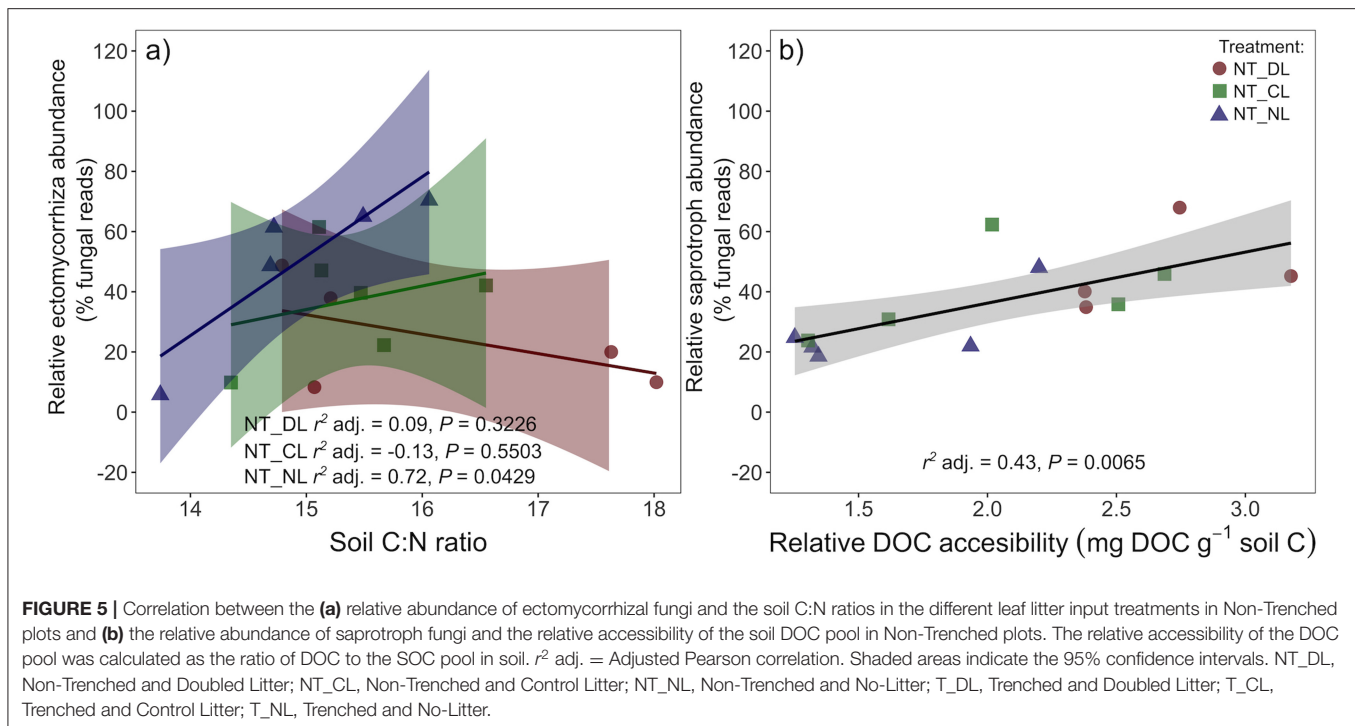 a)
120
100
80
60
40
20
0
-20
Relative ectomycorrhiza abundance
(% fungal reads)
NT_DL r² adj. = 0.09, P = 0.3226
NT_CL r² adj. = -0.13, P = 0.5503
NT_NL r² adj. = 0.72, P = 0.0429
14 15 16 17 18
Soil C:N ratio
b)
120
100
80
60
40
20
0
-20
Relative saprotroph abundance
(% fungal reads)
Treatment:
NT_DL
NT_CL
NT_NL
r² adj. = 0.43, P = 0.0065
1.5 2.0 2.5 3.0
Relative DOC accesibility (mg DOC g⁻¹ soil C)
FIGURE 5 | Correlation between the (a) relative abundance of ectomycorrhizal fungi and the soil C:N ratios in the different leaf litter input treatments in Non-Trenched
plots and (b) the relative abundance of saprotroph fungi and the relative accessibility of the soil DOC pool in Non-Trenched plots. The relative accessibility of the DOC
pool was calculated as the ratio of DOC to the SOC pool in soil. r² adj. = Adjusted Pearson correlation. Shaded areas indicate the 95% confidence intervals. NT_DL,
Non-Trenched and Doubled Litter; NT_CL, Non-Trenched and Control Litter; NT_NL, Non-Trenched and No-Litter; T_DL, Trenched and Doubled Litter; T_CL,
Trenched and Control Litter; T_NL, Trenched and No-Litter.